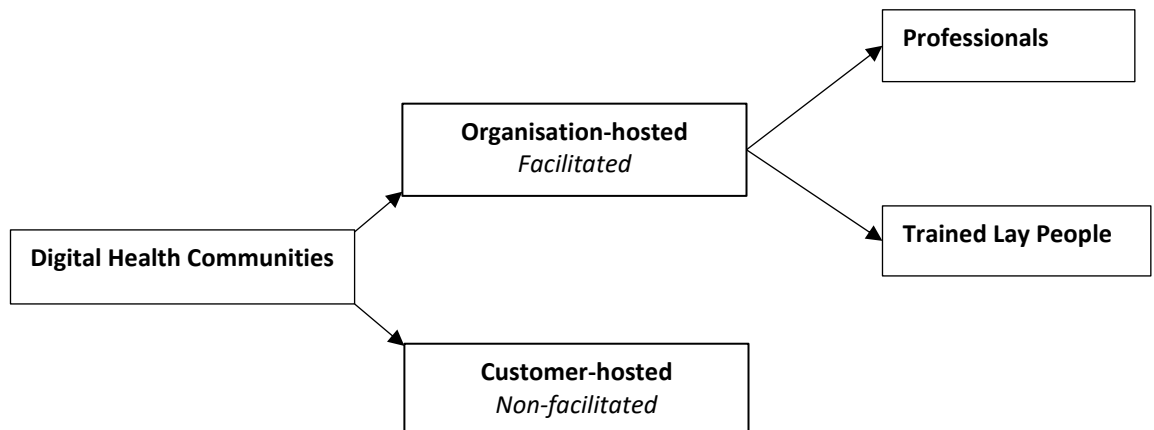 Professionals
Organisation-hosted
Facilitated
Trained Lay People
Digital Health Communities
Customer-hosted
Non-facilitated